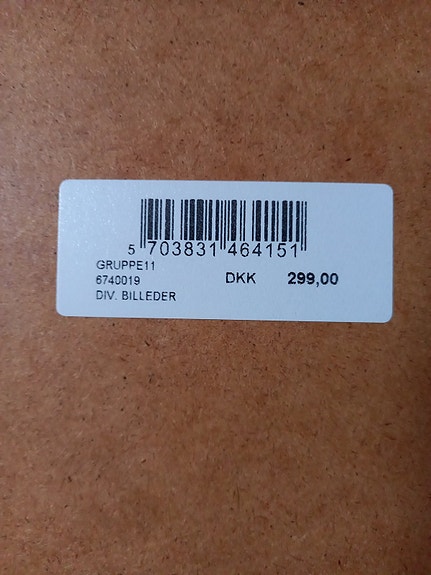 5 703831 464151
GRUPPE11
6740019
DKK 299,00
DIV. BILLEDER